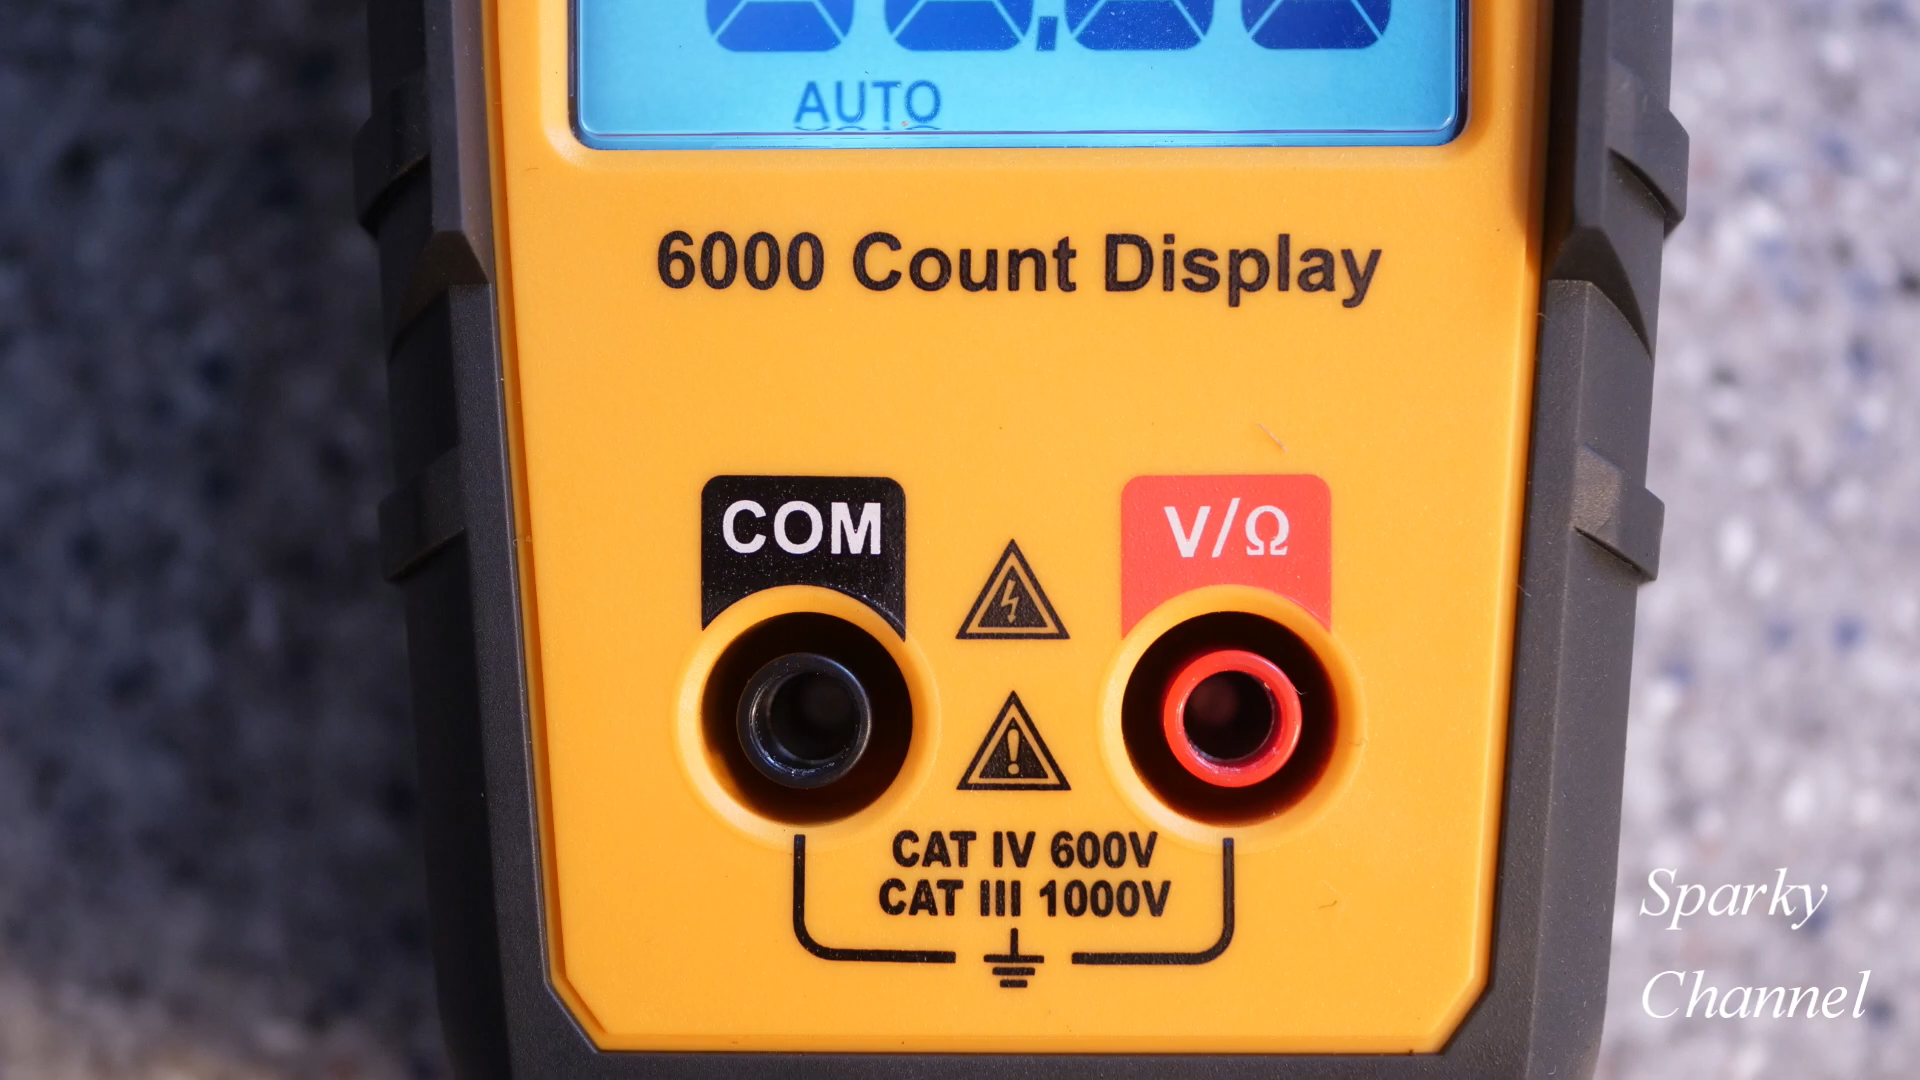 AUTO
6000 Count Display
COM
V/Ω
CAT IV 600V
CAT III 1000V
Sparky
Channel